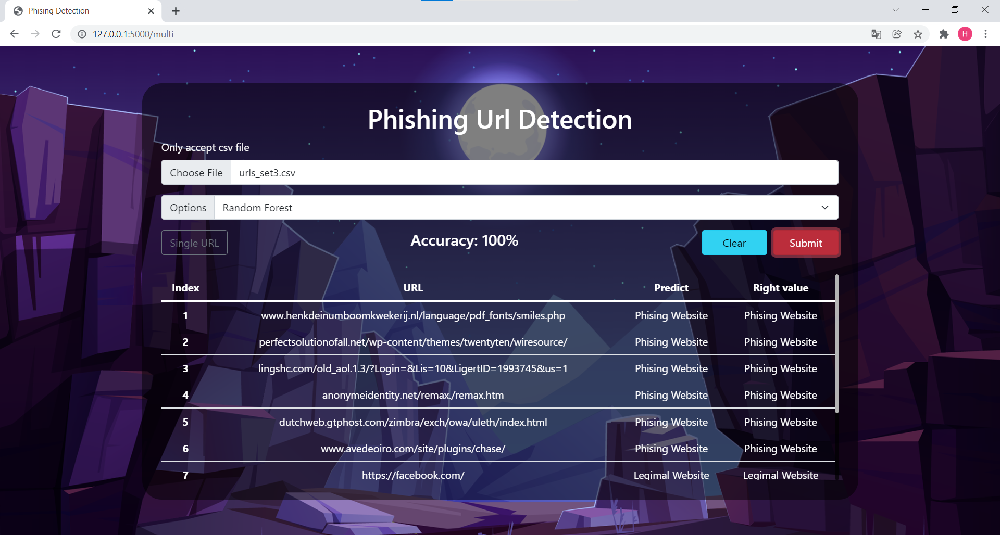 Phising Detection
127.0.0.1:5000/multi
H
Phishing Url Detection
Only accept csv file
Choose File urls_set3.csv
Options Random Forest
Single URL Accuracy: 100% Clear Submit
Index URL Predict Right value
1 www.henkdeinumboomkwekerij.nl/language/pdf_fonts/smiles.php Phising Website Phising Website
2 perfectsolutionofall.net/wp-content/themes/twentyten/wiresource/ Phising Website Phising Website
3 lingshc.com/old_aol.1.3/?Login=&Lis=10&LigertID=1993745&us=1 Phising Website Phising Website
4 anonymeidentity.net/remax./remax.htm Phising Website Phising Website
5 dutchweb.gtphost.com/zimbra/exch/owa/uleth/index.html Phising Website Phising Website
6 www.avedeoiro.com/site/plugins/chase/ Phising Website Phising Website
7 https://facebook.com/ Leqimal Website Leqimal Website